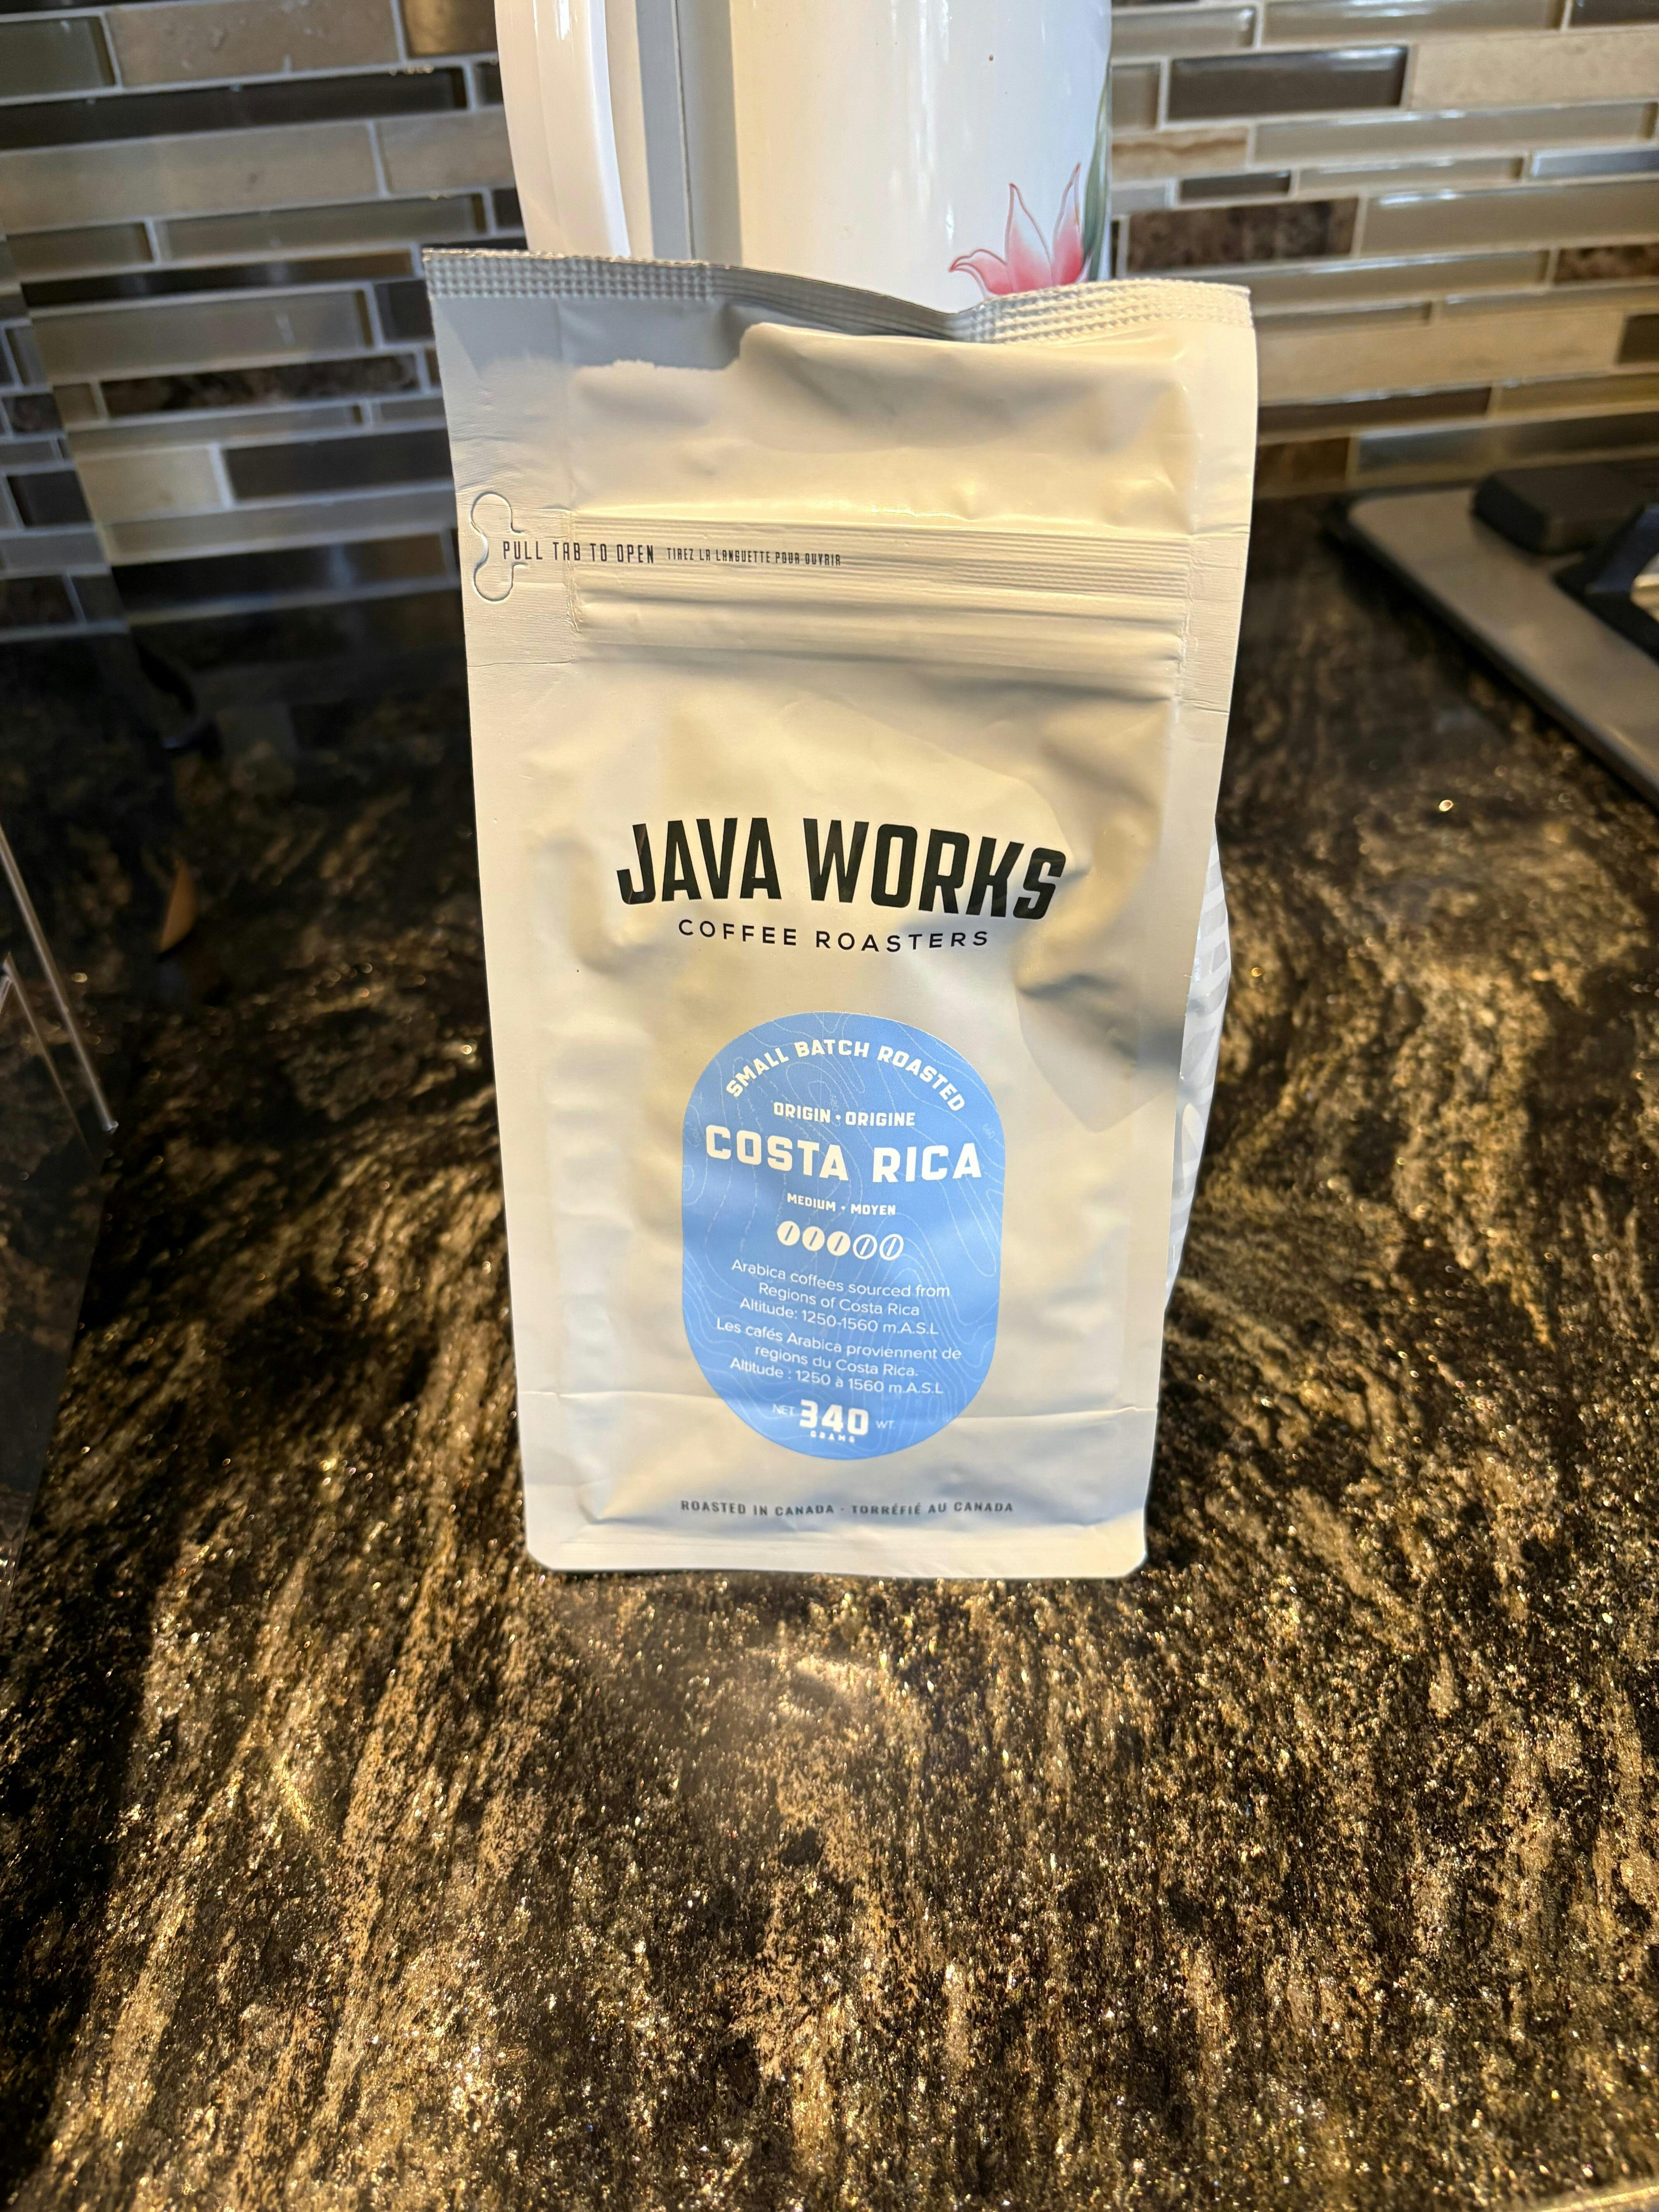 PULL TAB TO OPEN TIREZ LA LANGUETTE POUR OUVRIR
JAVA WORKS
COFFEE ROASTERS
SMALL BATCH ROASTED
ORIGIN • ORIGINE
COSTA RICA
MEDIUM • MOYEN
Arabica coffees sourced from
Regions of Costa Rica
Altitude: 1250-1560 m.A.S.L
Les cafés Arabica proviennent de
regions du Costa Rica.
Altitude : 1250 à 1560 m.A.S.L
NET 340 WT.
GRAMS
ROASTED IN CANADA - TORRÉFIÉ AU CANADA